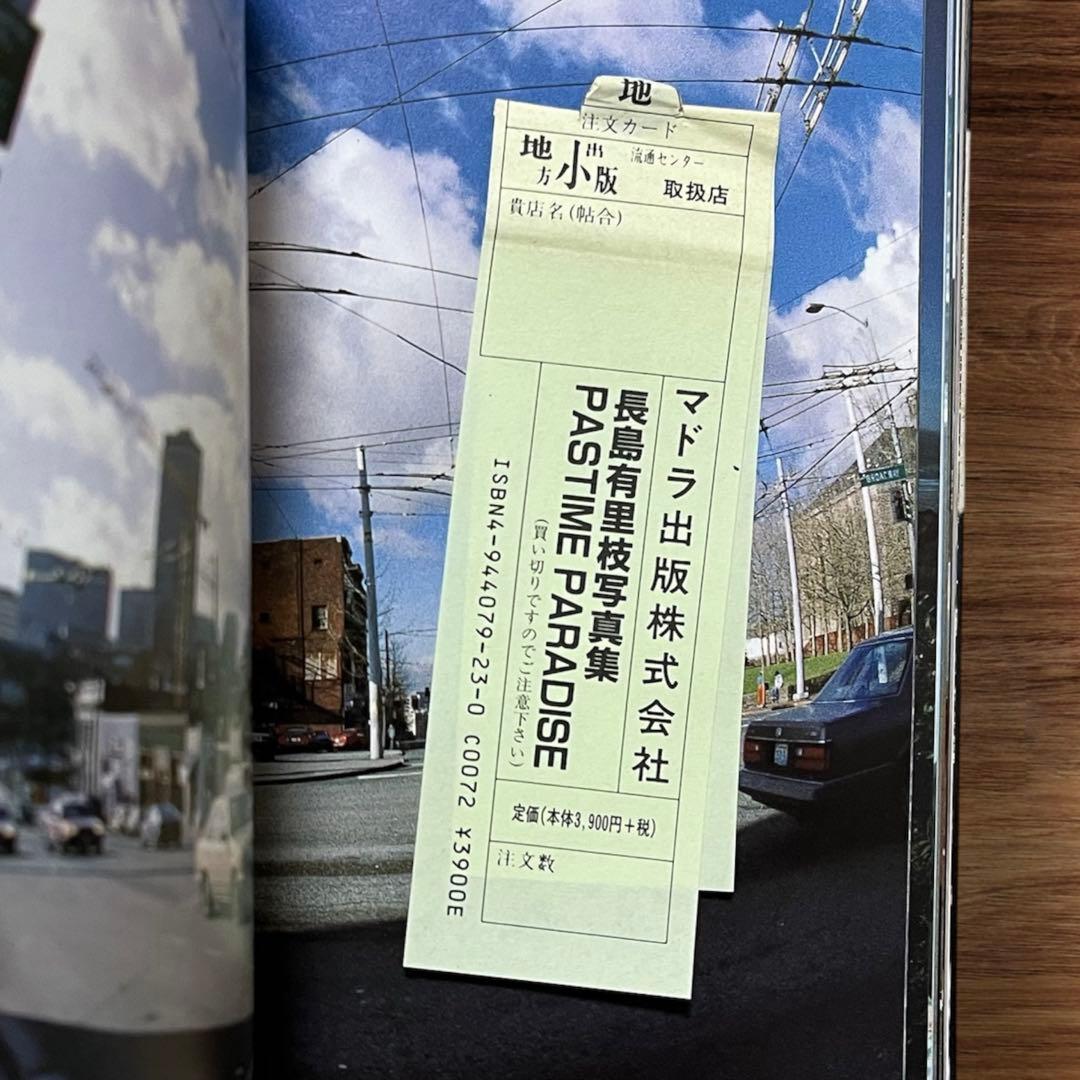 地
注文カード
地方小出版 流通センター
取扱店
貴店名(帖合)
マドラ出版株式会社
長島有里枝写真集
PASTIME PARADISE
(買い切りですのでご注意下さい)
ISBN4-944079-23-0 C0072 ¥3900E
定価(本体3,900円+税)
注文数
BROADWAY